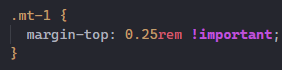 .mt-1 {
  margin-top: 0.25rem !important;
}